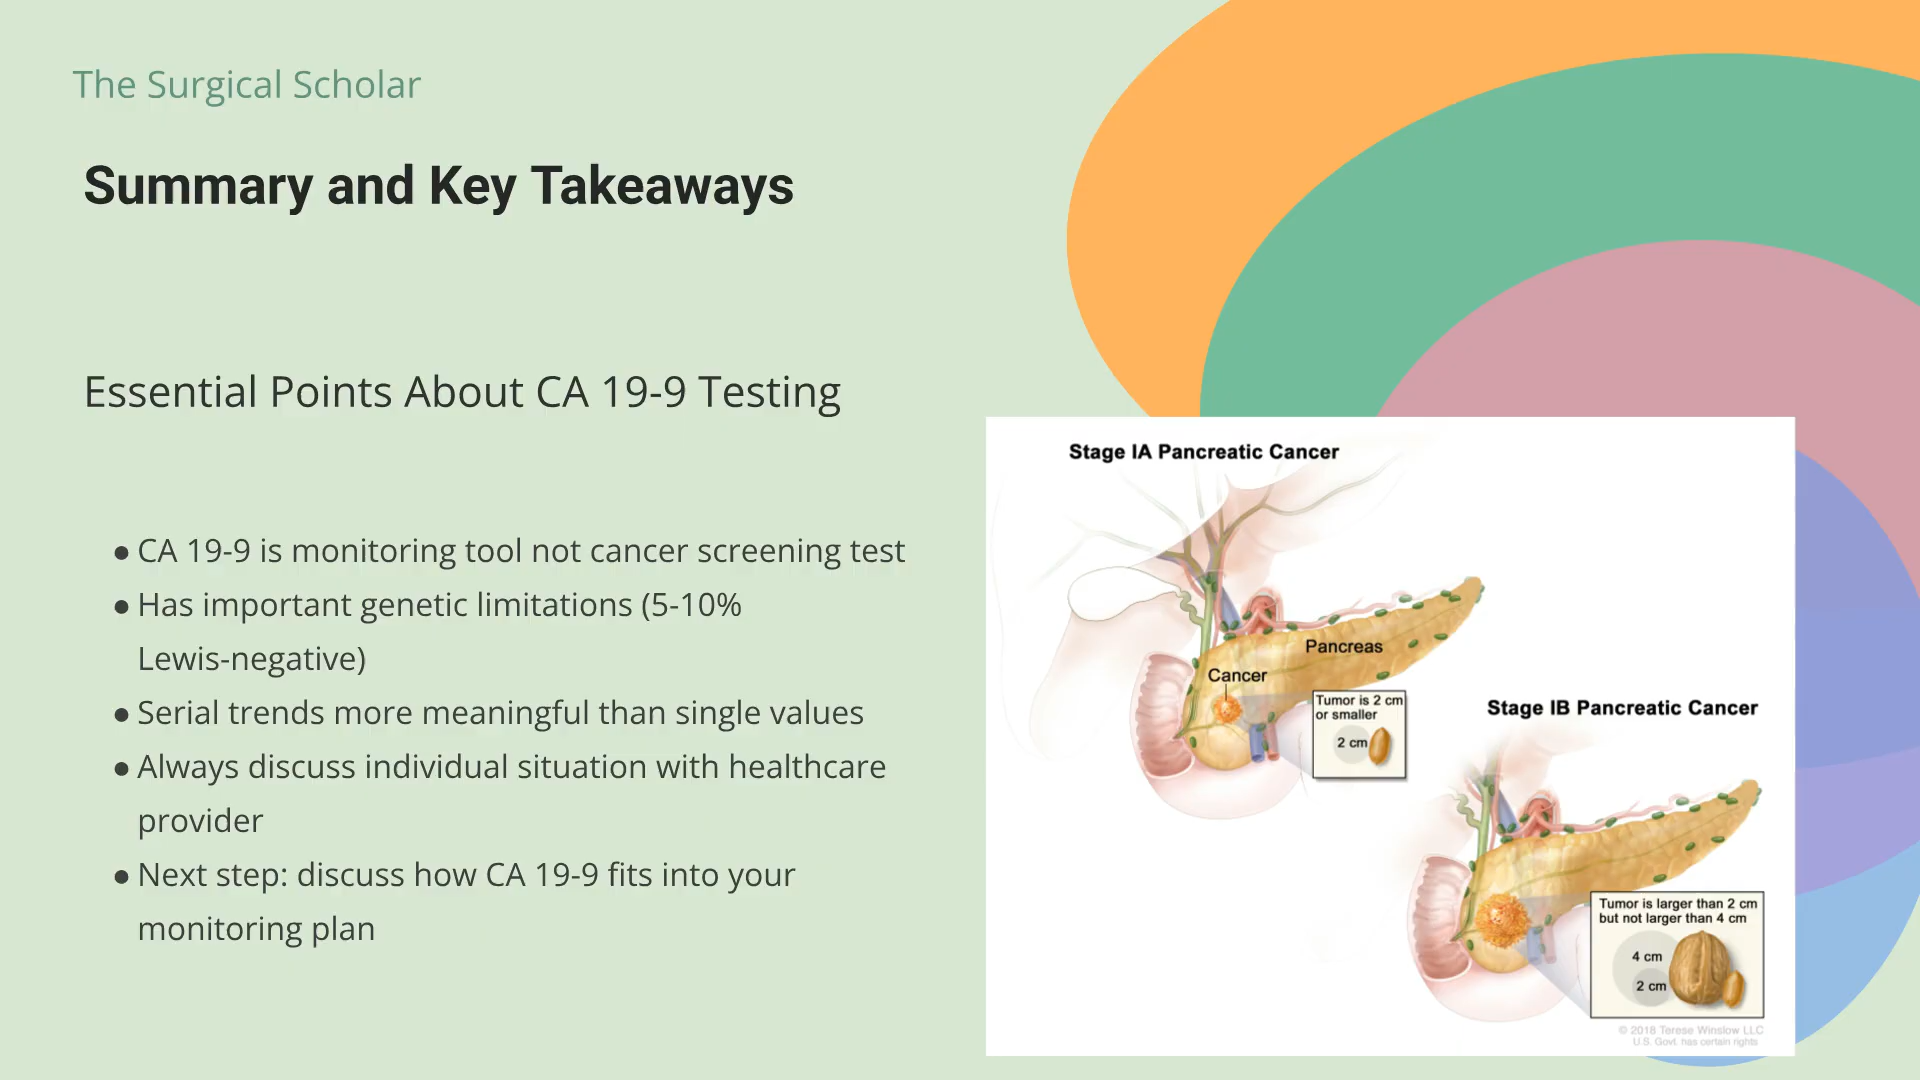 The Surgical Scholar
Summary and Key Takeaways
Essential Points About CA 19-9 Testing
● CA 19-9 is monitoring tool not cancer screening test
● Has important genetic limitations (5-10%
Lewis-negative)
● Serial trends more meaningful than single values
● Always discuss individual situation with healthcare
provider
● Next step: discuss how CA 19-9 fits into your
monitoring plan
Stage IA Pancreatic Cancer
Pancreas
Cancer
Tumor is 2 cm
or smaller
2 cm
Stage IB Pancreatic Cancer
Tumor is larger than 2 cm
but not larger than 4 cm
4 cm
2 cm
© 2018 Terese Winslow LLC
U.S. Govt. has certain rights